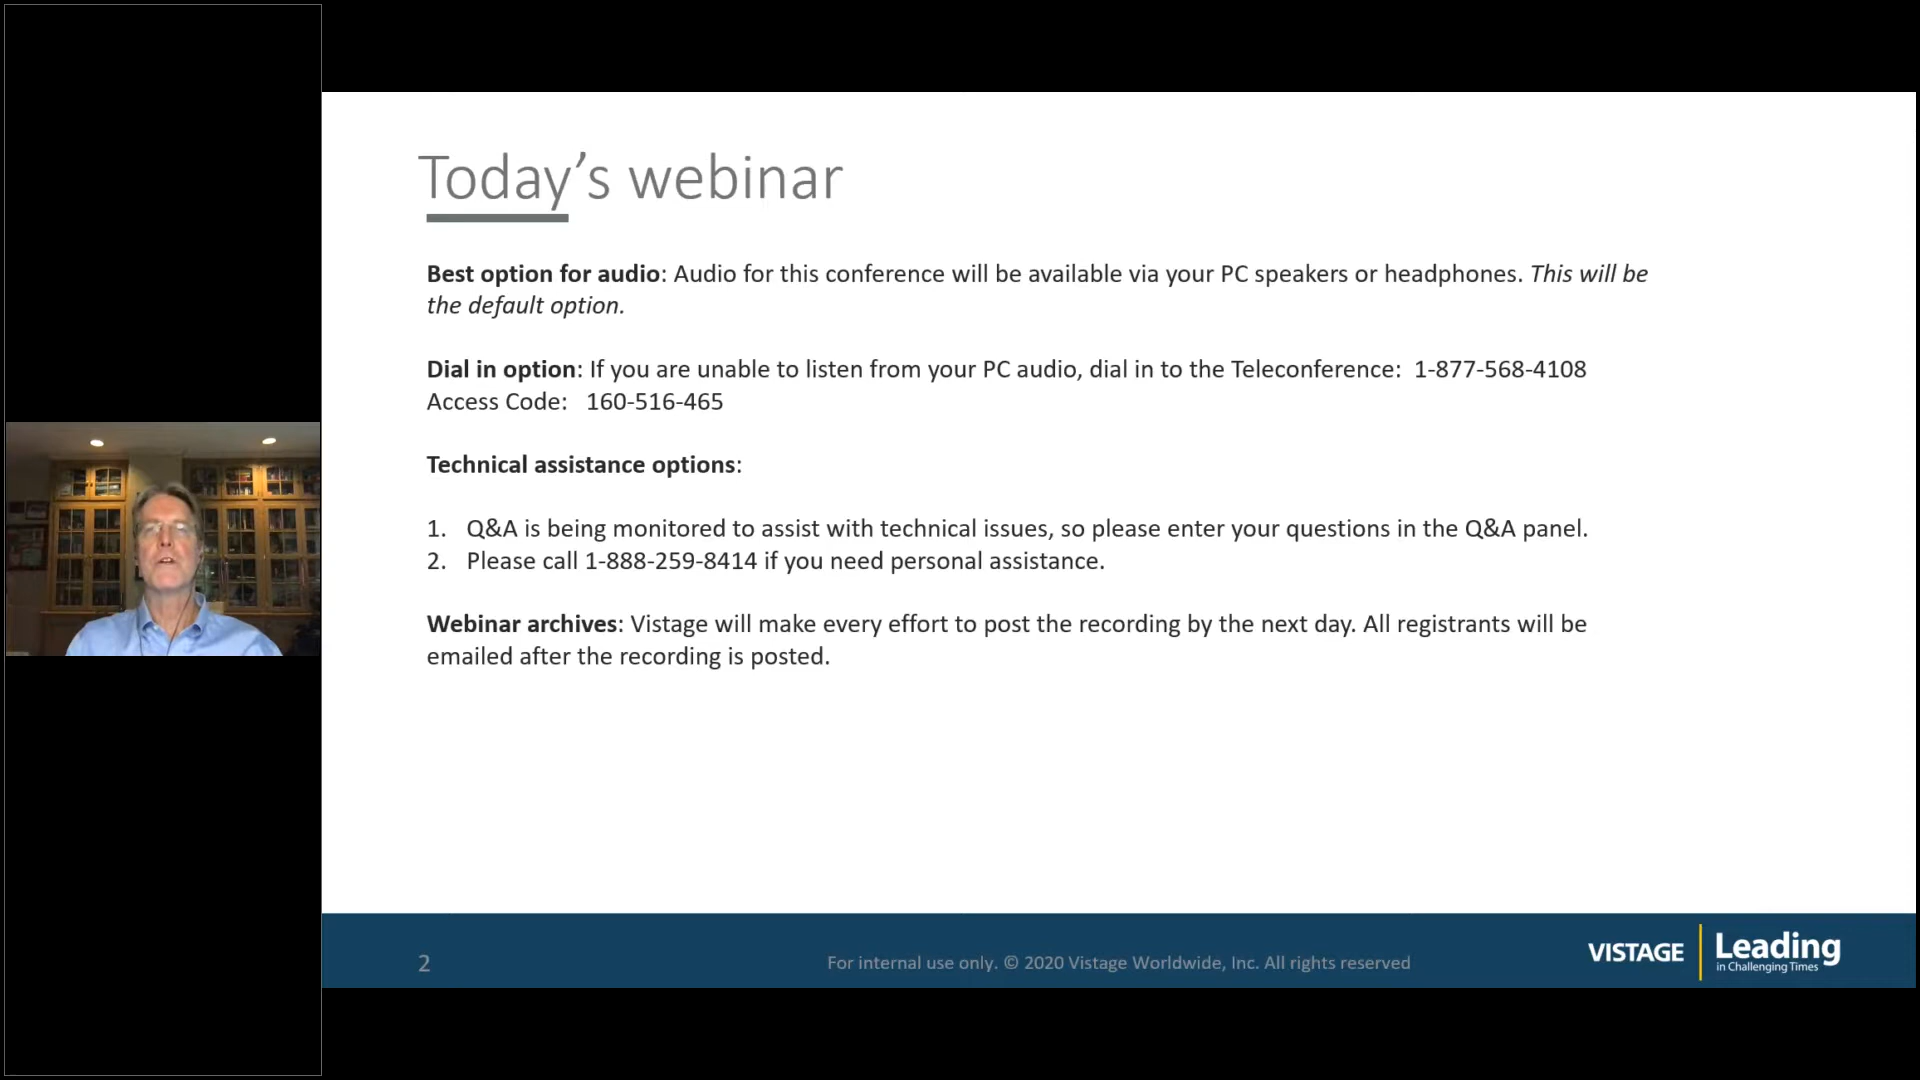 Today’s webinar
Best option for audio: Audio for this conference will be available via your PC speakers or headphones. This will be
the default option.
Dial in option: If you are unable to listen from your PC audio, dial in to the Teleconference:  1-877-568-4108
Access Code:   160-516-465
Technical assistance options:
1.   Q&A is being monitored to assist with technical issues, so please enter your questions in the Q&A panel.
2.   Please call 1-888-259-8414 if you need personal assistance.
Webinar archives: Vistage will make every effort to post the recording by the next day. All registrants will be
emailed after the recording is posted.
2
For internal use only. © 2020 Vistage Worldwide, Inc. All rights reserved
VISTAGE
Leading
in Challenging Times